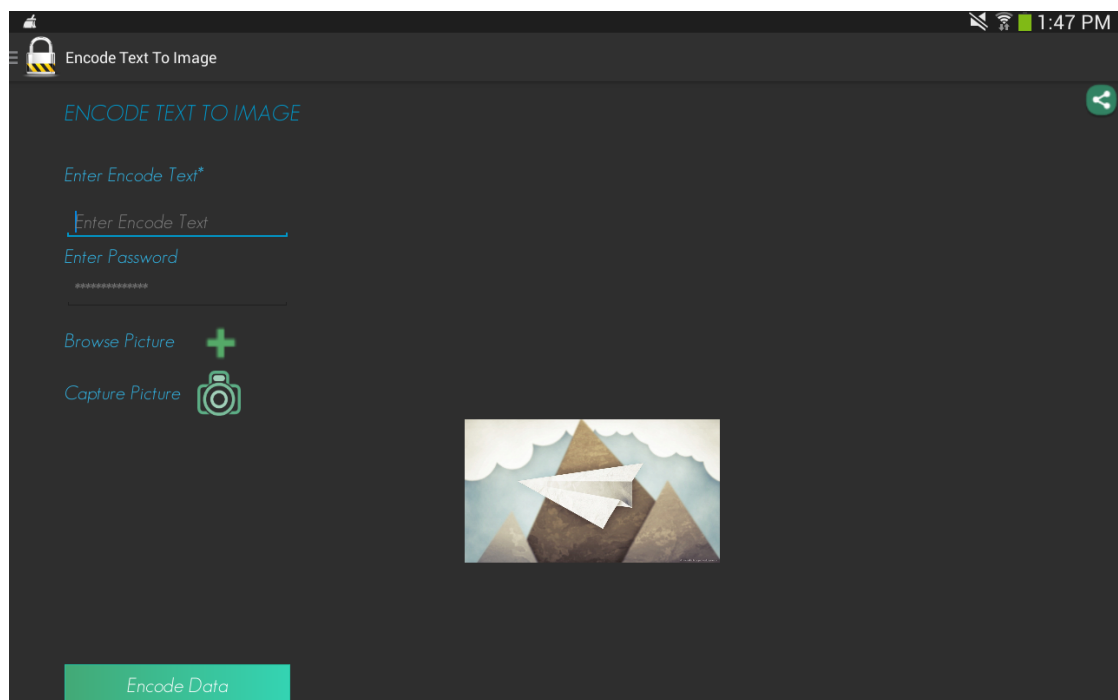 1:47 PM
Encode Text To Image
ENCODE TEXT TO IMAGE
Enter Encode Text*
Enter Encode Text
Enter Password
**************
Browse Picture
Capture Picture
Encode Data